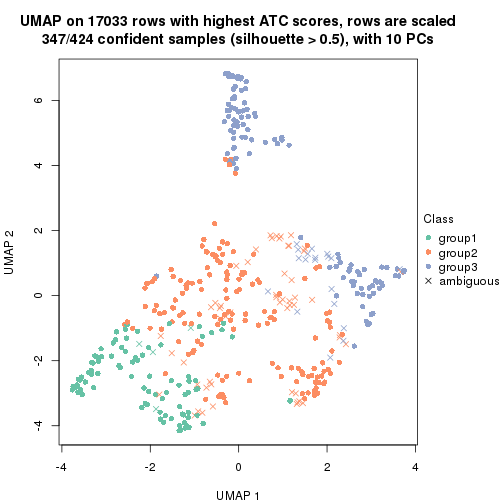 UMAP on 17033 rows with highest ATC scores, rows are scaled
347/424 confident samples (silhouette > 0.5), with 10 PCs
6
4
2
0
-2
-4
UMAP 2
-4
-2
0
2
4
UMAP 1
Class
group1
group2
group3
ambiguous